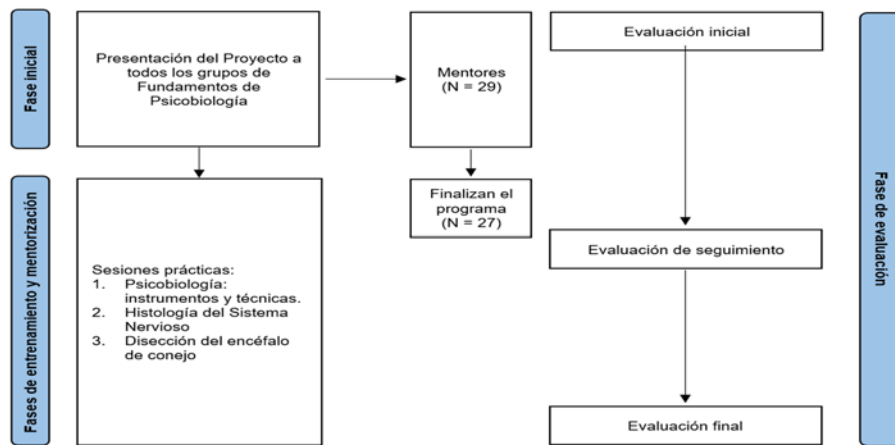 Fase inicial
Presentación del Proyecto a
todos los grupos de
Fundamentos de
Psicobiología
Mentores
(N = 29)
Evaluación inicial
Fases de entrenamiento y mentorización
Sesiones prácticas:
1. Psicobiología:
instrumentos y técnicas.
2. Histología del Sistema
Nervioso
3. Disección del encéfalo
de conejo
Finalizan el
programa
(N = 27)
Evaluación de seguimiento
Evaluación final
Fase de evaluación